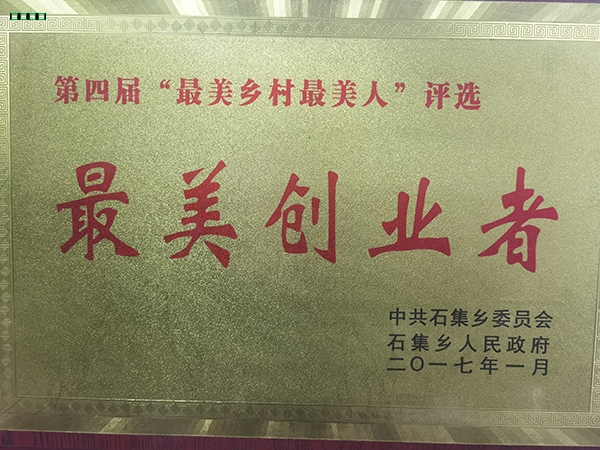 第四届“最美乡村最美人”评选
最美创业者
中共石集乡委员会
石集乡人民政府
二〇一七年一月